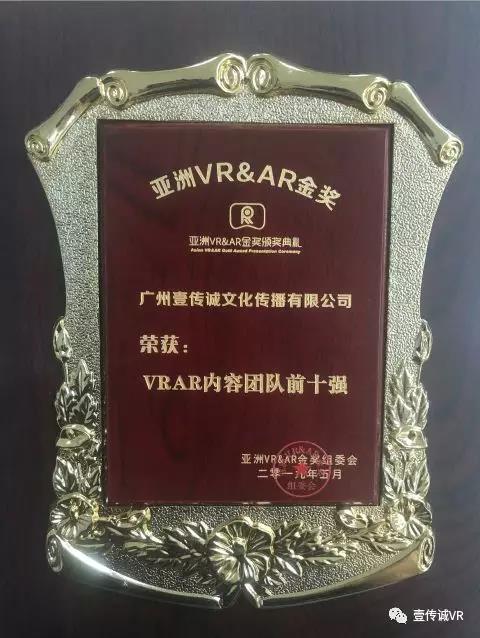 亚洲VR&AR金奖
亚洲VR&AR金奖颁奖典礼
Asian VR&AR Gold Award Presentation Ceremony
广州壹传诚文化传播有限公司
荣获：
VRAR内容团队前十强
亚洲VR&AR金奖组委会
二零一九年五月
组委会
壹传诚VR